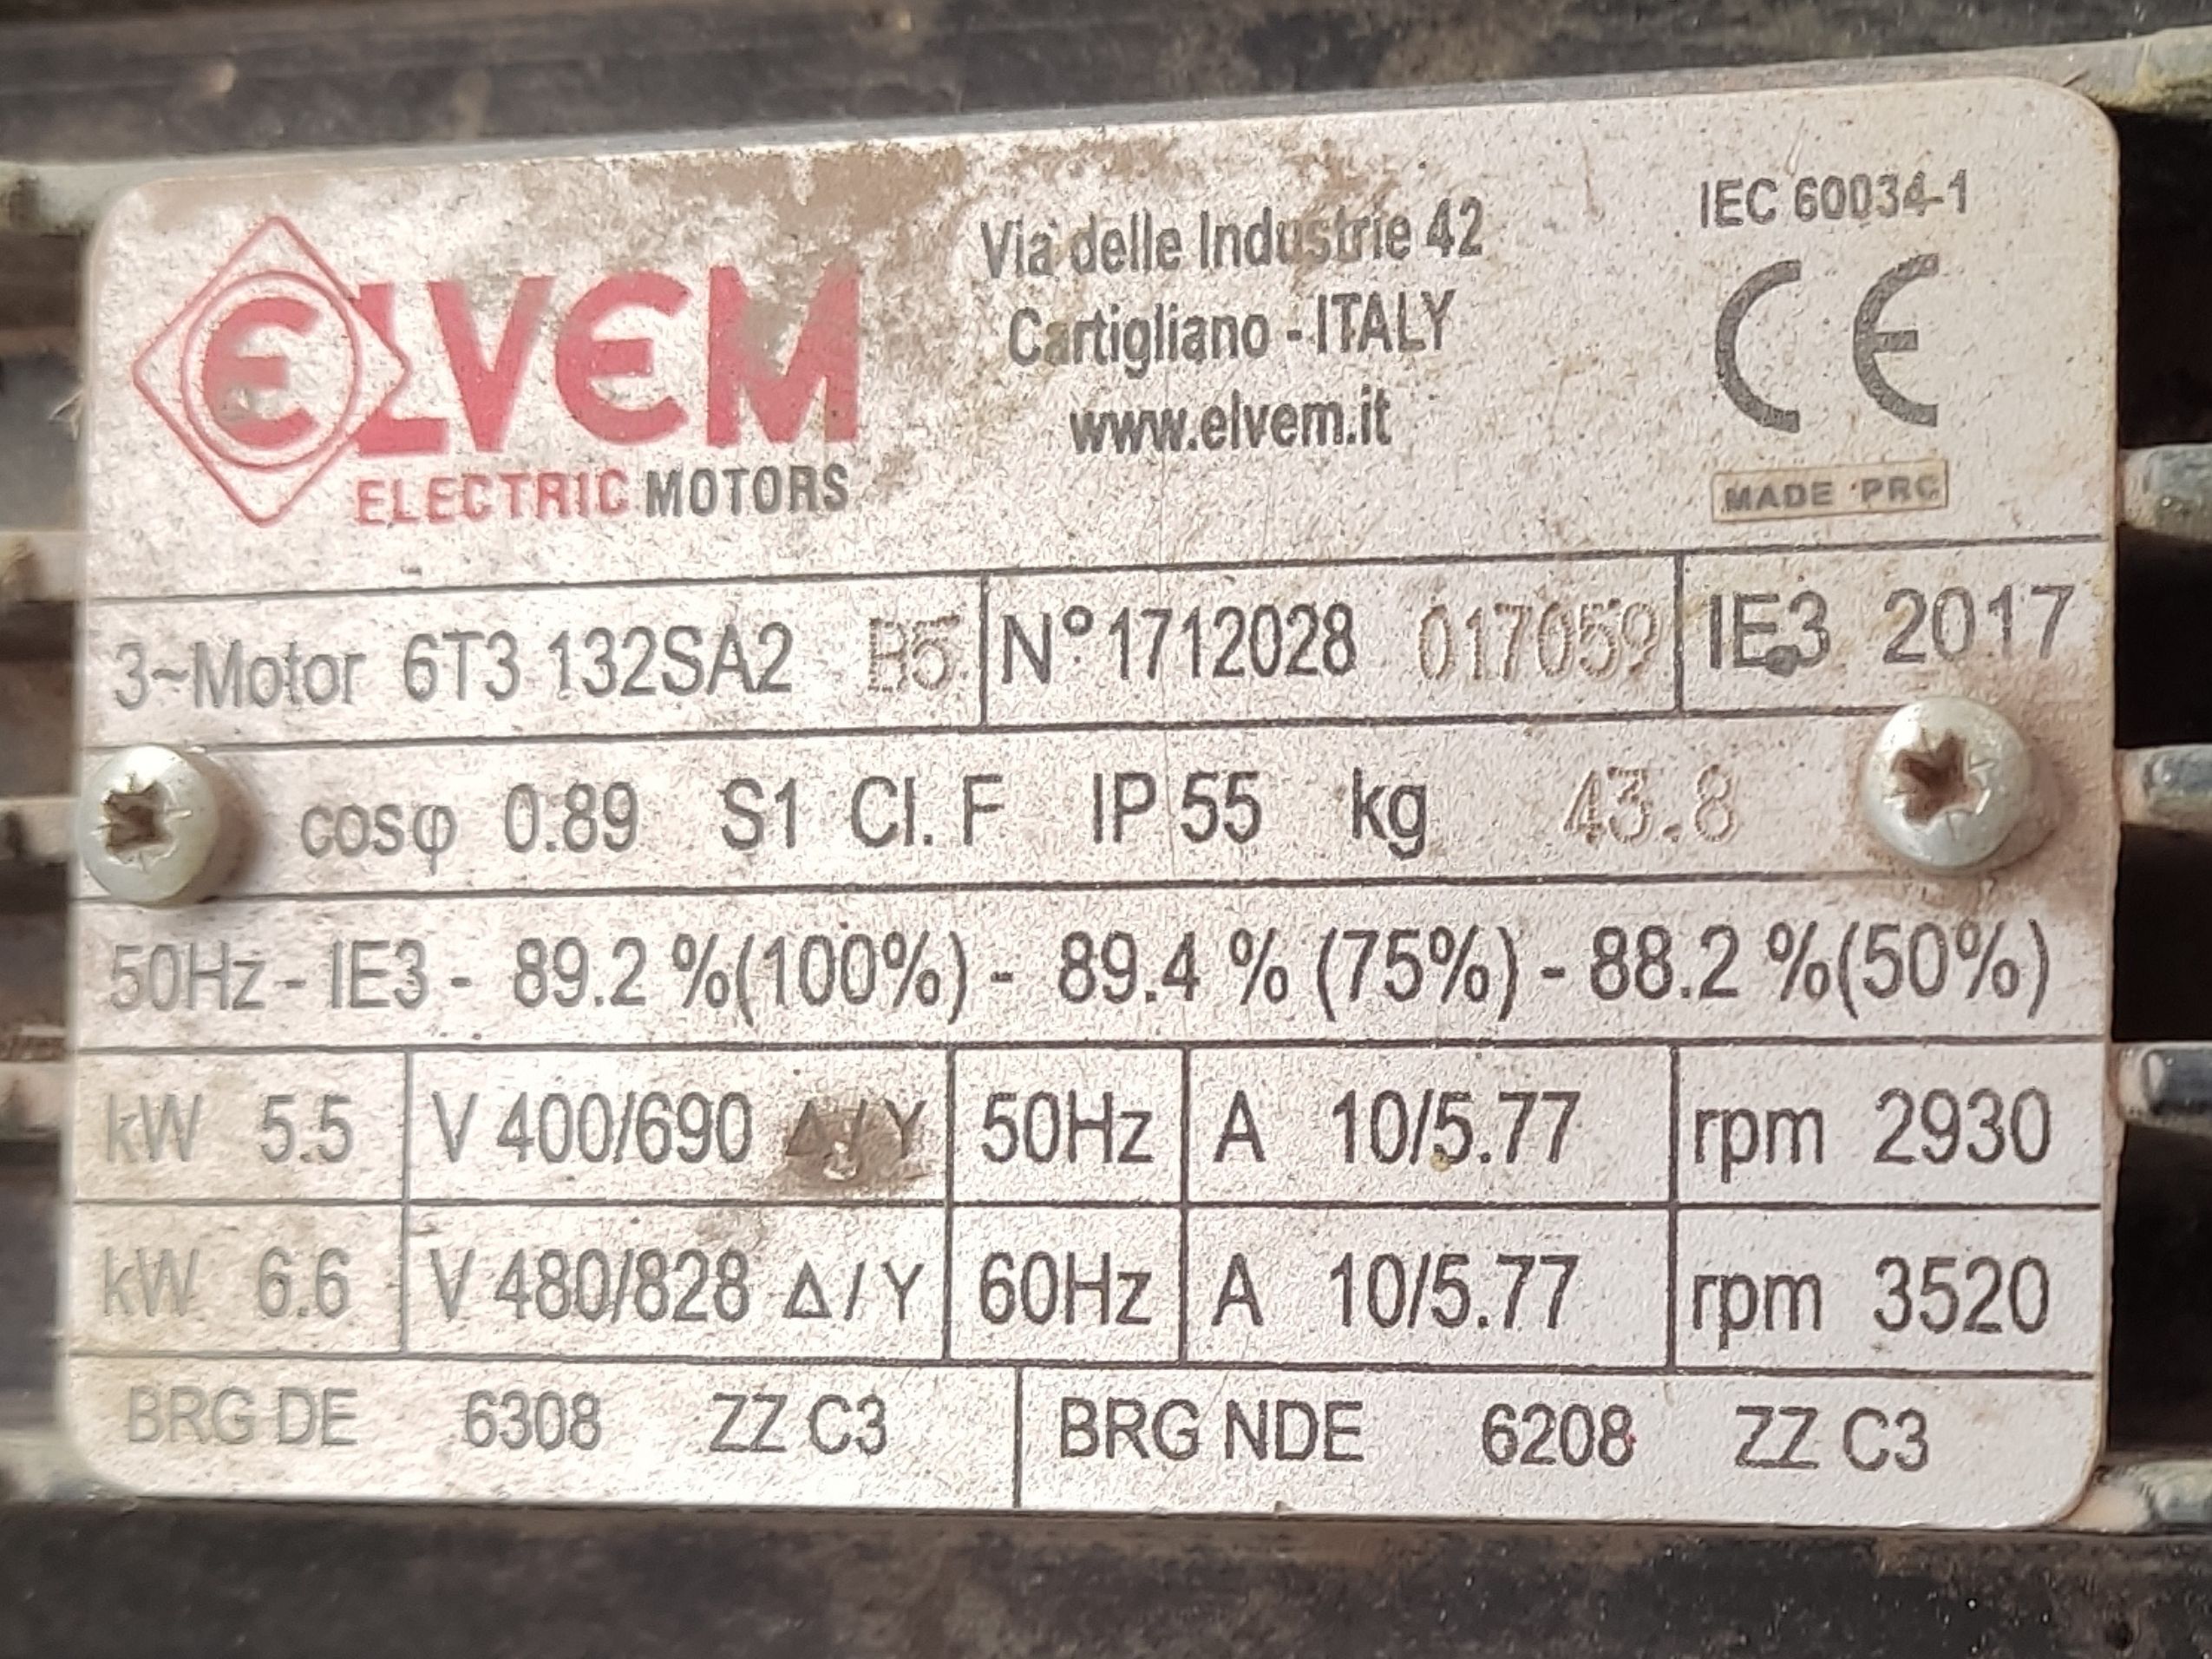 ELVEM
ELECTRIC MOTORS
Via delle Industrie 42
Cartigliano - ITALY
www.elvem.it
IEC 60034-1
CE
MADE PRC
3~Motor 6T3 132SA2 B5 N° 1712028 017059 IE3 2017
cosφ 0.89 S1 Cl. F IP 55 kg 43.8
50Hz - IE3 - 89.2 %(100%) - 89.4 % (75%) - 88.2 %(50%)
kW 5.5 V 400/690 Δ/Y 50Hz A 10/5.77 rpm 2930
kW 6.6 V 480/828 Δ/Y 60Hz A 10/5.77 rpm 3520
BRG DE 6308 ZZ C3 BRG NDE 6208 ZZ C3